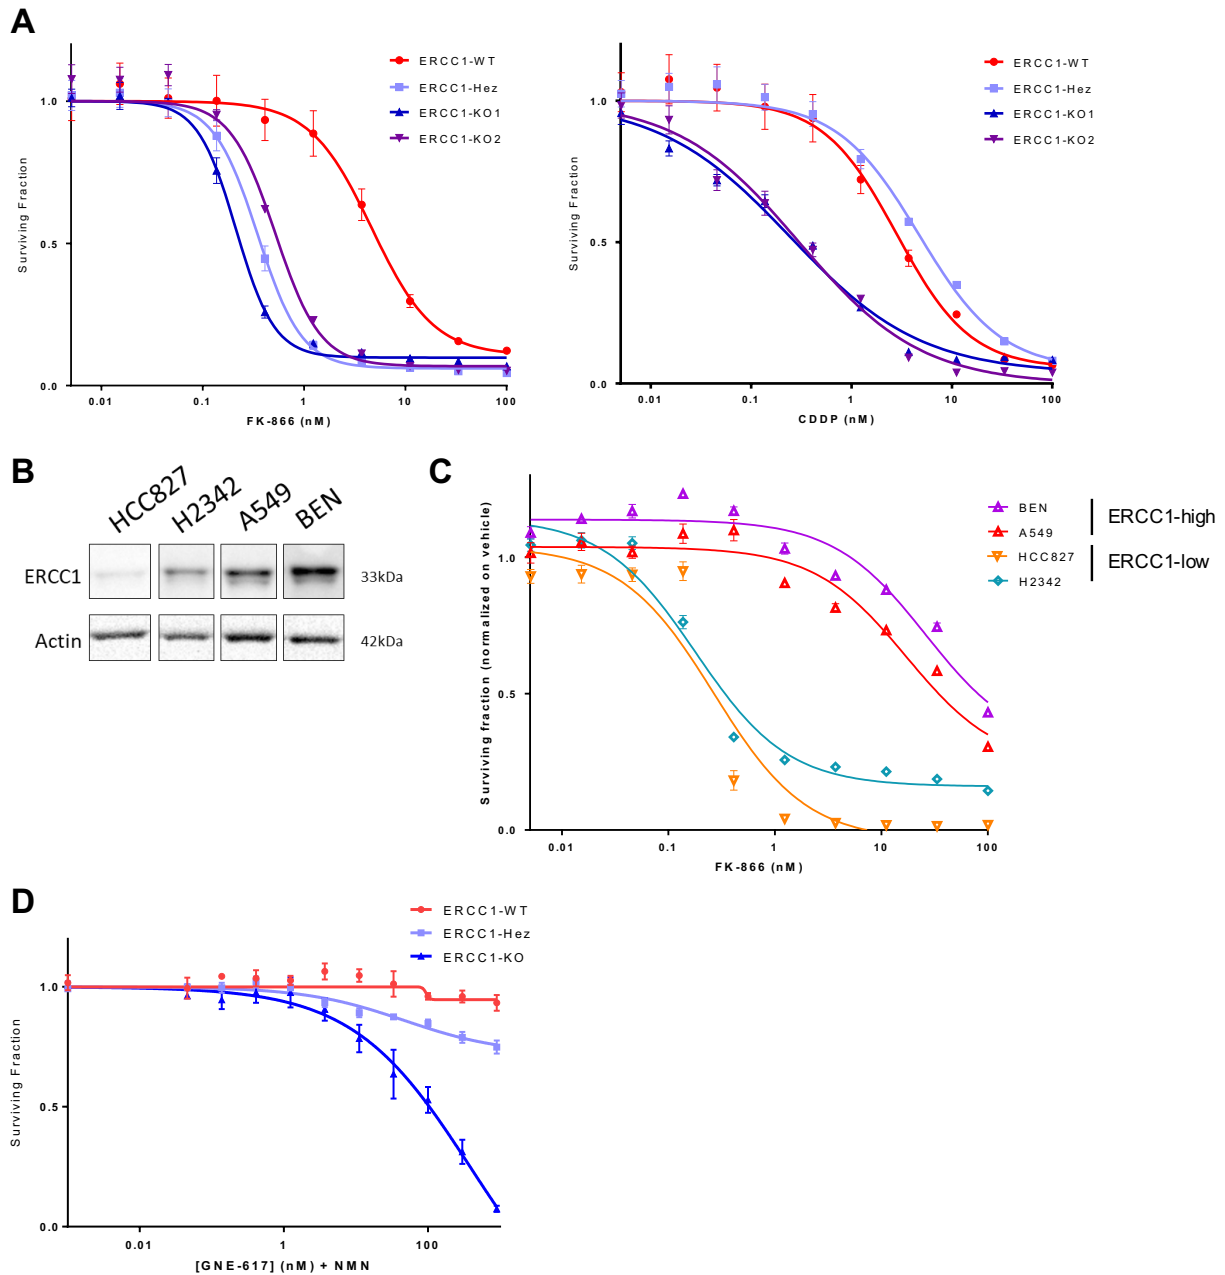 A
ERCC1-WT
ERCC1-Hez
ERCC1-KO1
ERCC1-KO2
Surviving Fraction
1.0
0.5
0.0
0.01
0.1
1
10
100
FK-866 (nM)
ERCC1-WT
ERCC1-Hez
ERCC1-KO1
ERCC1-KO2
Surviving Fraction
1.0
0.5
0.0
0.01
0.1
1
10
100
CDDP (nM)
B
HCC827
H2342
A549
BEN
ERCC1
33kDa
Actin
42kDa
C
BEN
A549
HCC827
H2342
ERCC1-high
ERCC1-low
Surviving fraction (normalized on vehicle)
1.0
0.5
0.0
0.01
0.1
1
10
100
FK-866 (nM)
D
ERCC1-WT
ERCC1-Hez
ERCC1-KO
Surviving Fraction
1.0
0.5
0.0
0.01
1
100
[GNE-617] (nM) + NMN